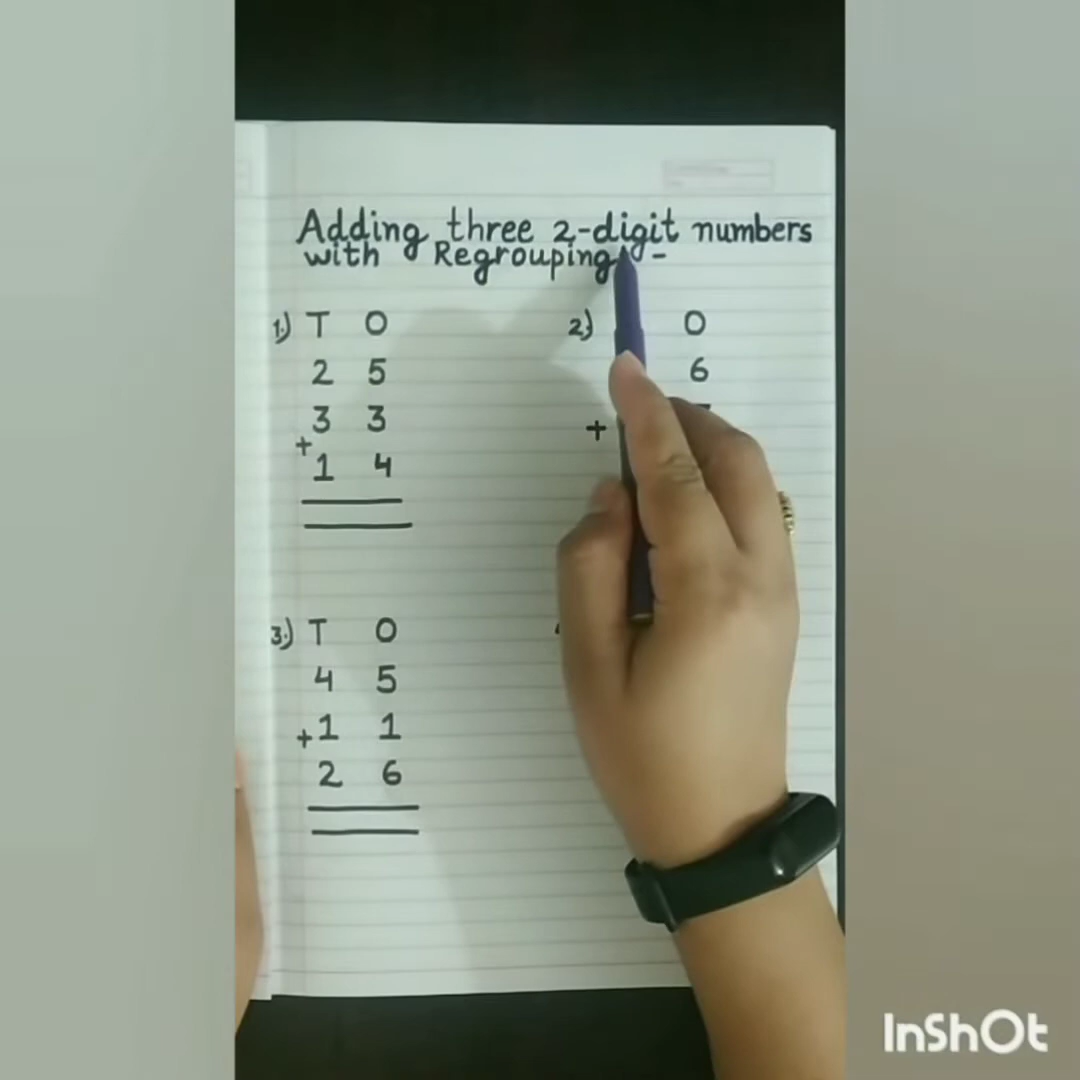 Adding three 2-digit numbers
with Regrouping -
1.) T O
2 5
3 3
+
1 4
2.) O
6
+
3.) T O
4 5
+ 1 1
2 6
InShOt